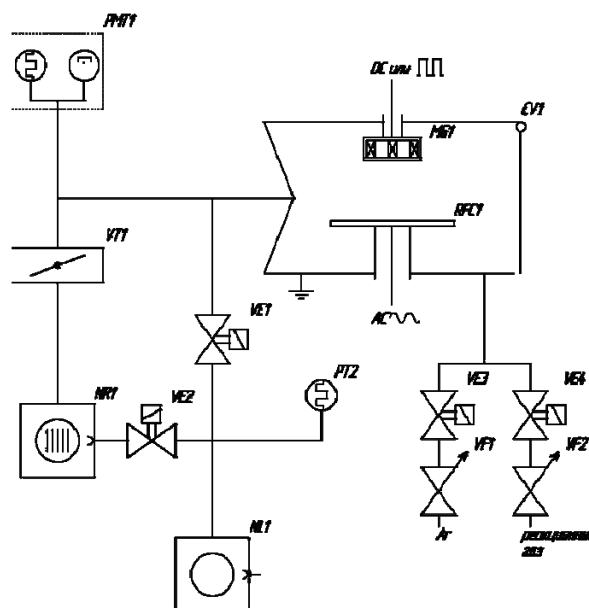 PMT1
DC или
CV1
MG1
RFC1
VT1
VE1
AC
PT2
VE3
VE4
NR1
VE2
VF1
VF2
NL1
Ar
реакционный
газ